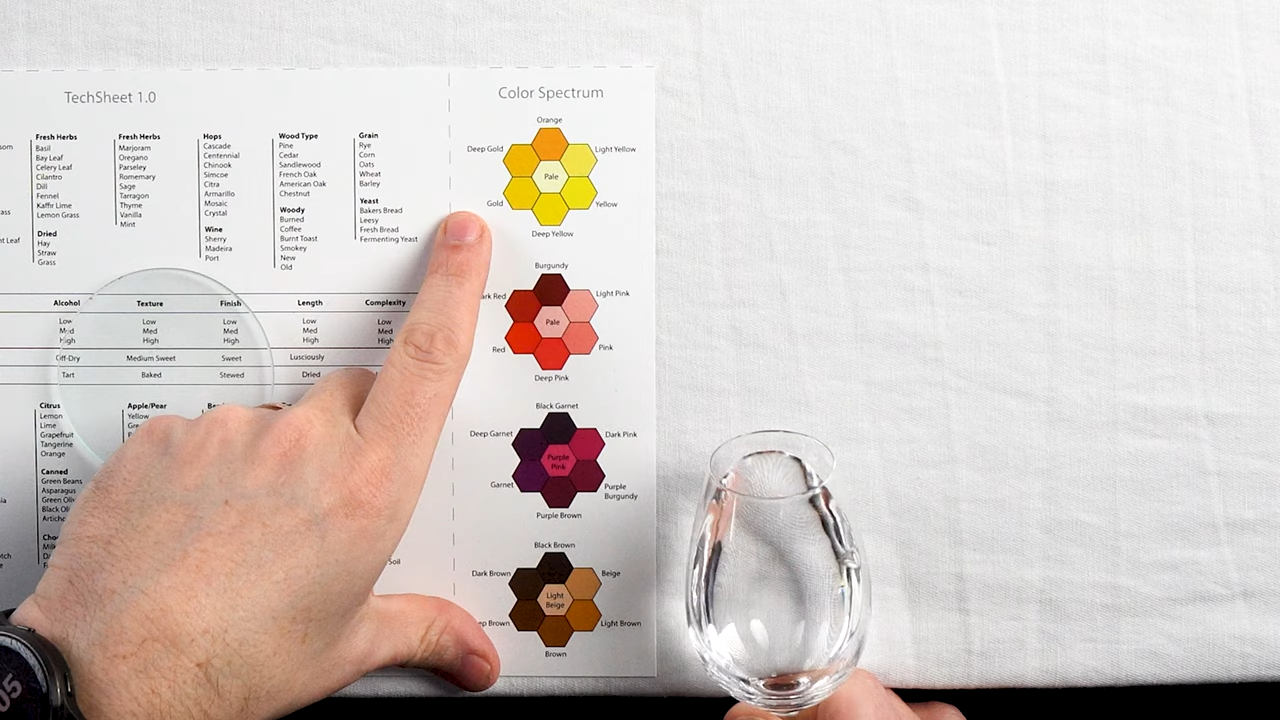 TechSheet 1.0
Fresh Herbs
Basil
Bay Leaf
Celery Leaf
Cilantro
Dill
Fennel
Kaffir Lime
Lemon Grass
Dried
Hay
Straw
Grass
Fresh Herbs
Marjoram
Oregano
Parseley
Romemary
Sage
Tarragon
Thyme
Vanilla
Mint
Hops
Cascade
Centennial
Chinook
Simcoe
Citra
Armarillo
Mosaic
Crystal
Wine
Sherry
Madeira
Port
Wood Type
Pine
Cedar
Sandlewood
French Oak
American Oak
Chestnut
Woody
Burned
Coffee
Burnt Toast
Smokey
New
Old
Grain
Rye
Corn
Oats
Wheat
Barley
Yeast
Bakers Bread
Leesy
Fresh Bread
Fermenting Yeast
Leaf
Alcohol Texture Finish Length Complexity
Low Low Low Low Low
Med Med Med Med Med
High High High High High
Off-Dry Medium Sweet Sweet Lusciously
Tart Baked Stewed Dried
Citrus
Lemon
Lime
Grapefruit
Tangerine
Orange
Canned
Green Beans
Asparagus
Apple/Pear
Yellow
Soil
Color Spectrum
Orange
Deep Gold Light Yellow
Pale
Gold Yellow
Deep Yellow
Burgundy
Red Light Pink
Pale
Red Pink
Deep Pink
Black Garnet
Deep Garnet Dark Pink
Purple
Pink
Garnet Purple
Burgundy
Purple Brown
Black Brown
Dark Brown Beige
Light
Beige
Brown Light Brown
Brown
05